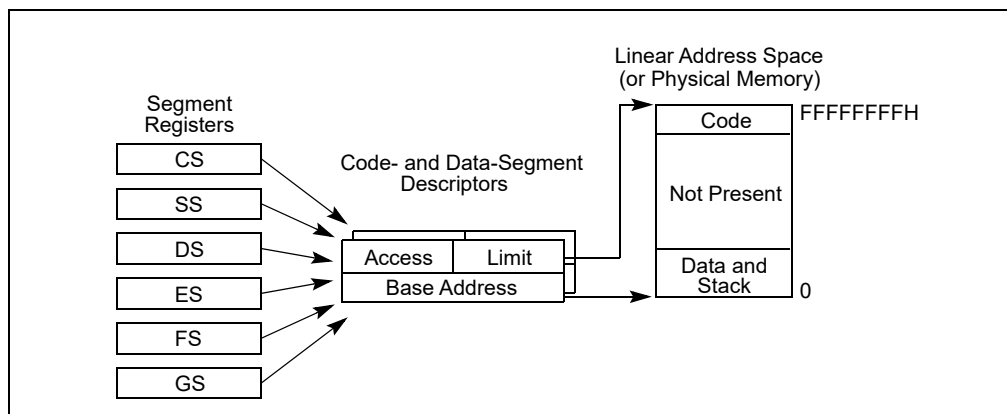 Linear Address Space
(or Physical Memory)
Segment
Registers
CS
SS
DS
ES
FS
GS
Code- and Data-Segment
Descriptors
Access
Limit
Base Address
Code
FFFFFFFFH
Not Present
Data and
Stack
0